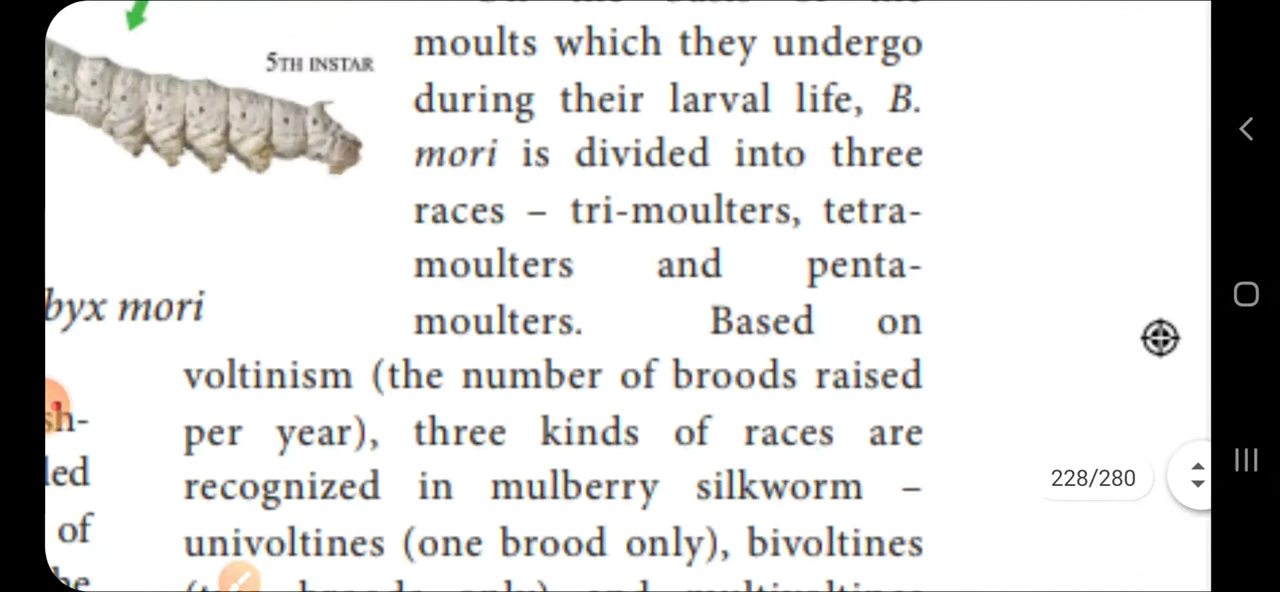 5TH INSTAR
byx mori
sh-
led
of
moults which they undergo
during their larval life, B.
mori is divided into three
races – tri-moulters, tetra-
moulters and penta-
moulters. Based on
voltinism (the number of broods raised
per year), three kinds of races are
recognized in mulberry silkworm –
univoltines (one brood only), bivoltines
228/280